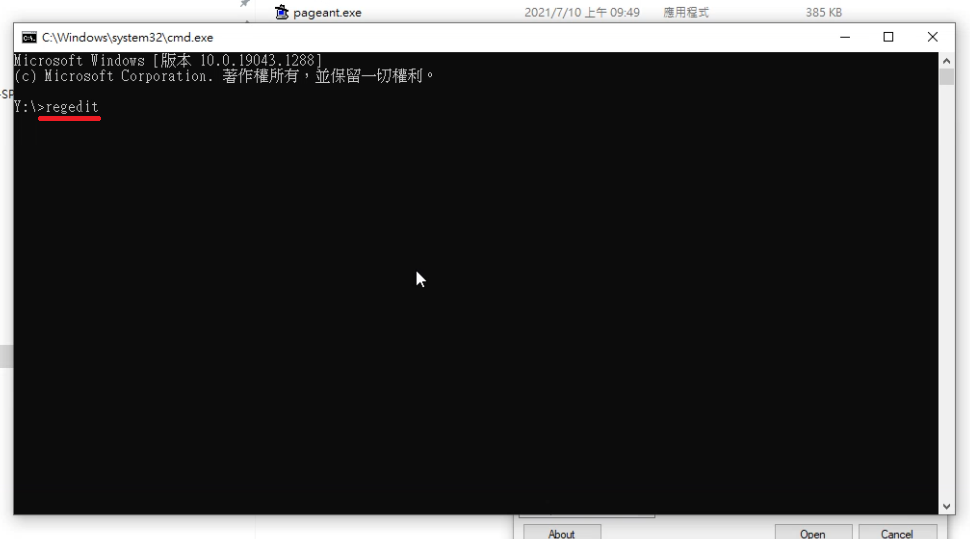 pageant.exe 2021/7/10 上午 09:49 應用程式 385 KB
C:\Windows\system32\cmd.exe
Microsoft Windows [版本 10.0.19043.1288]
(c) Microsoft Corporation. 著作權所有，並保留一切權利。
-SF
Y:\>regedit
About Open Cancel